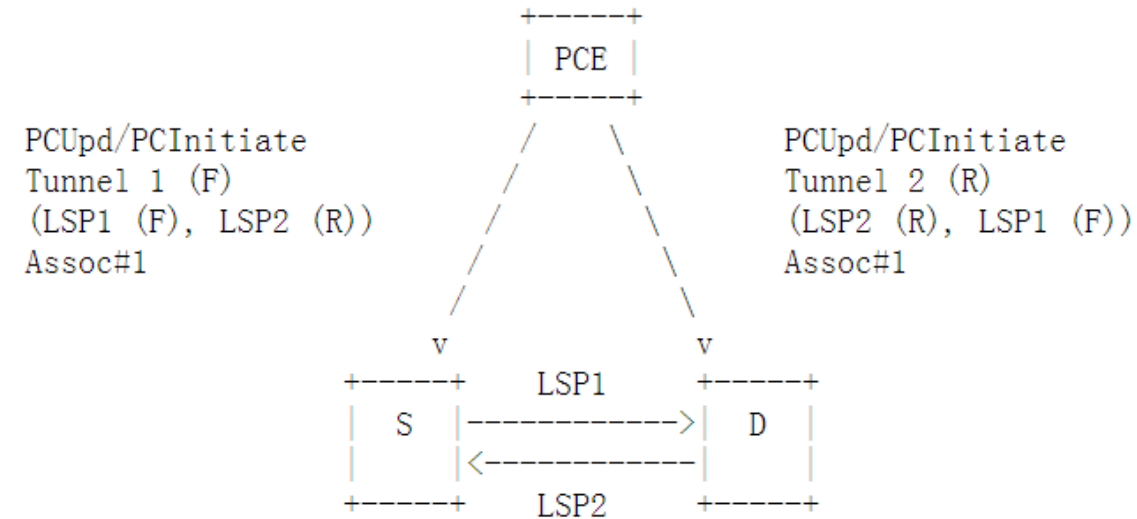 PCE
PCUpd/PCInitiate
Tunnel 1 (F)
(LSP1 (F), LSP2 (R))
Assoc#1
PCUpd/PCInitiate
Tunnel 2 (R)
(LSP2 (R), LSP1 (F))
Assoc#1
v v
LSP1
S D
LSP2